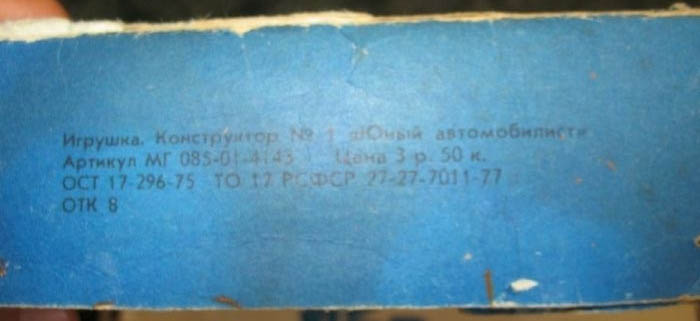 Игрушка. Конструктор № 1 «Юный автомобилист»
Артикул МГ 085-01-4143 Цена 3 р. 50 к.
ОСТ 17-296-75 ТО 17 РСФСР 27-27-7011-77
ОТК 8